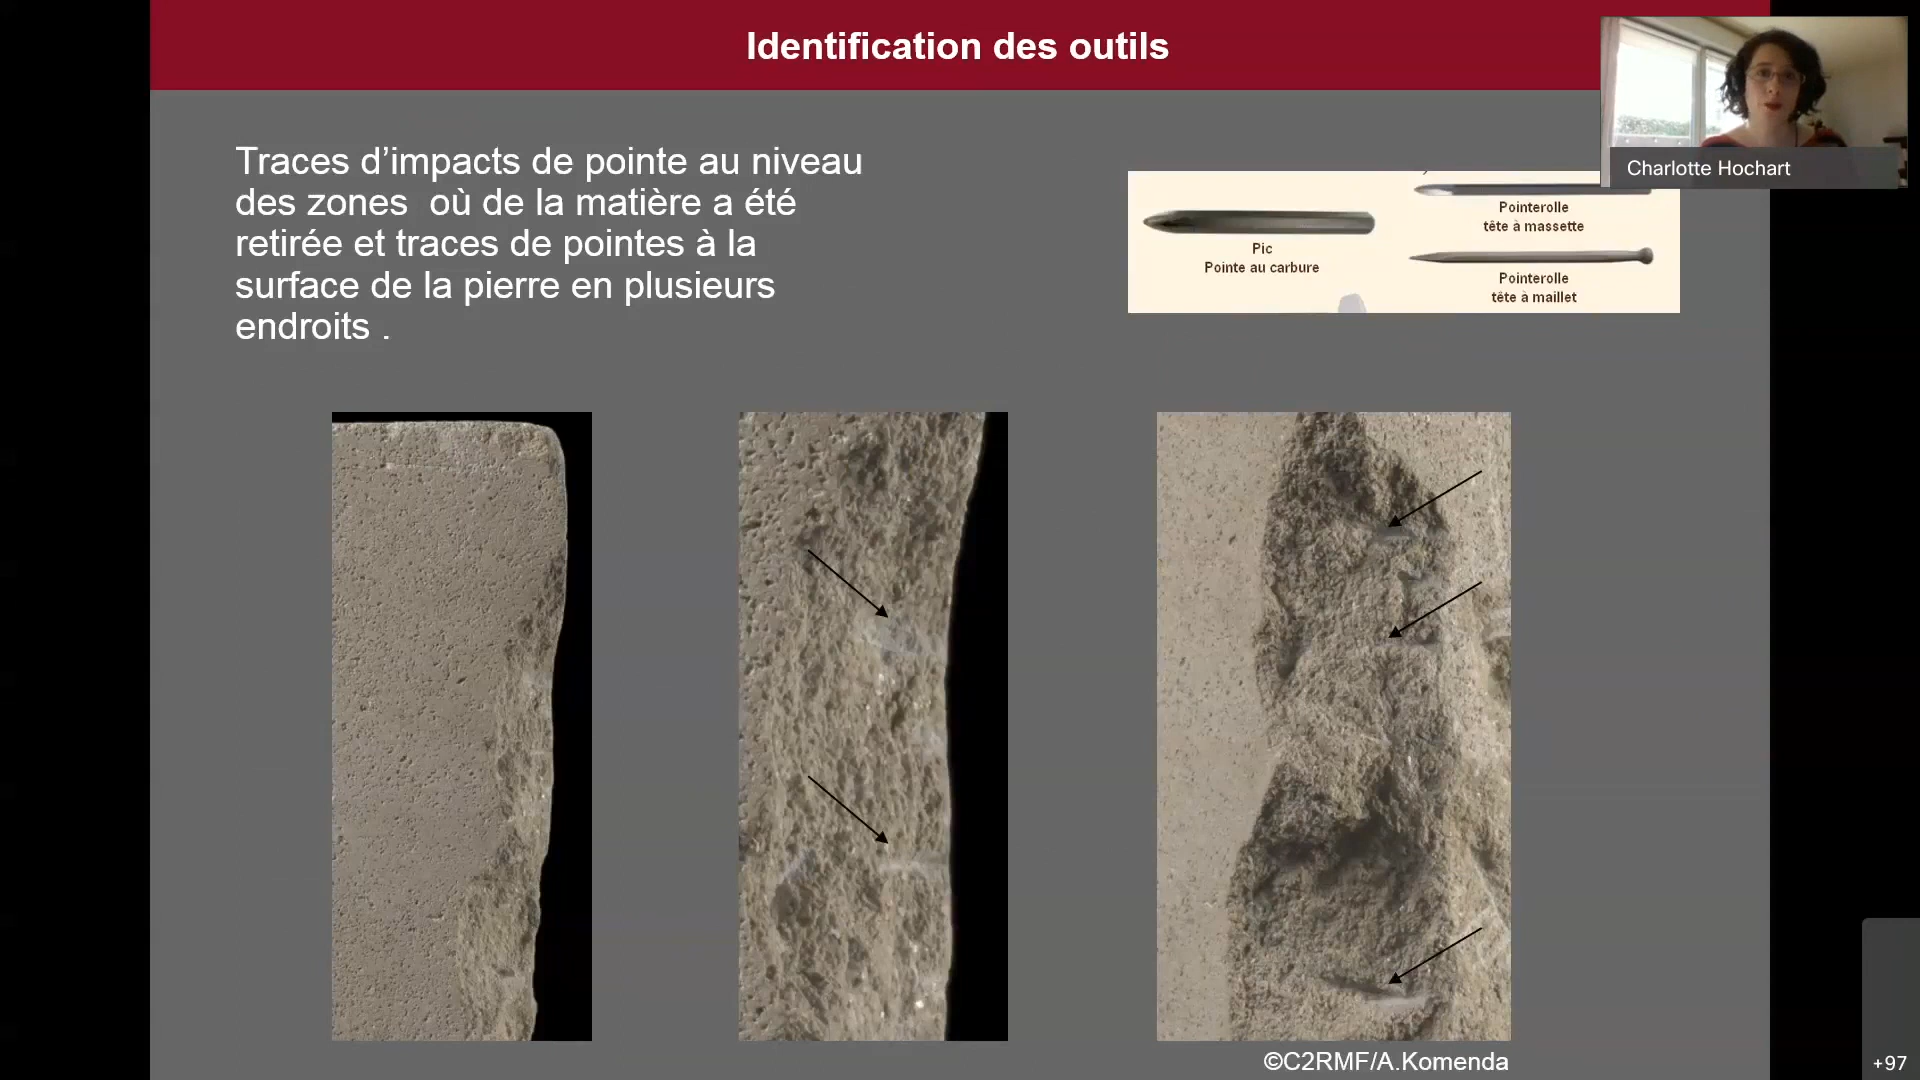 Identification des outils
Charlotte Hochart
Traces d’impacts de pointe au niveau
des zones  où de la matière a été
retirée et traces de pointes à la
surface de la pierre en plusieurs
endroits .
Pic
Pointe au carbure
Pointerolle
tête à massette
Pointerolle
tête à maillet
©C2RMF/A.Komenda
+97